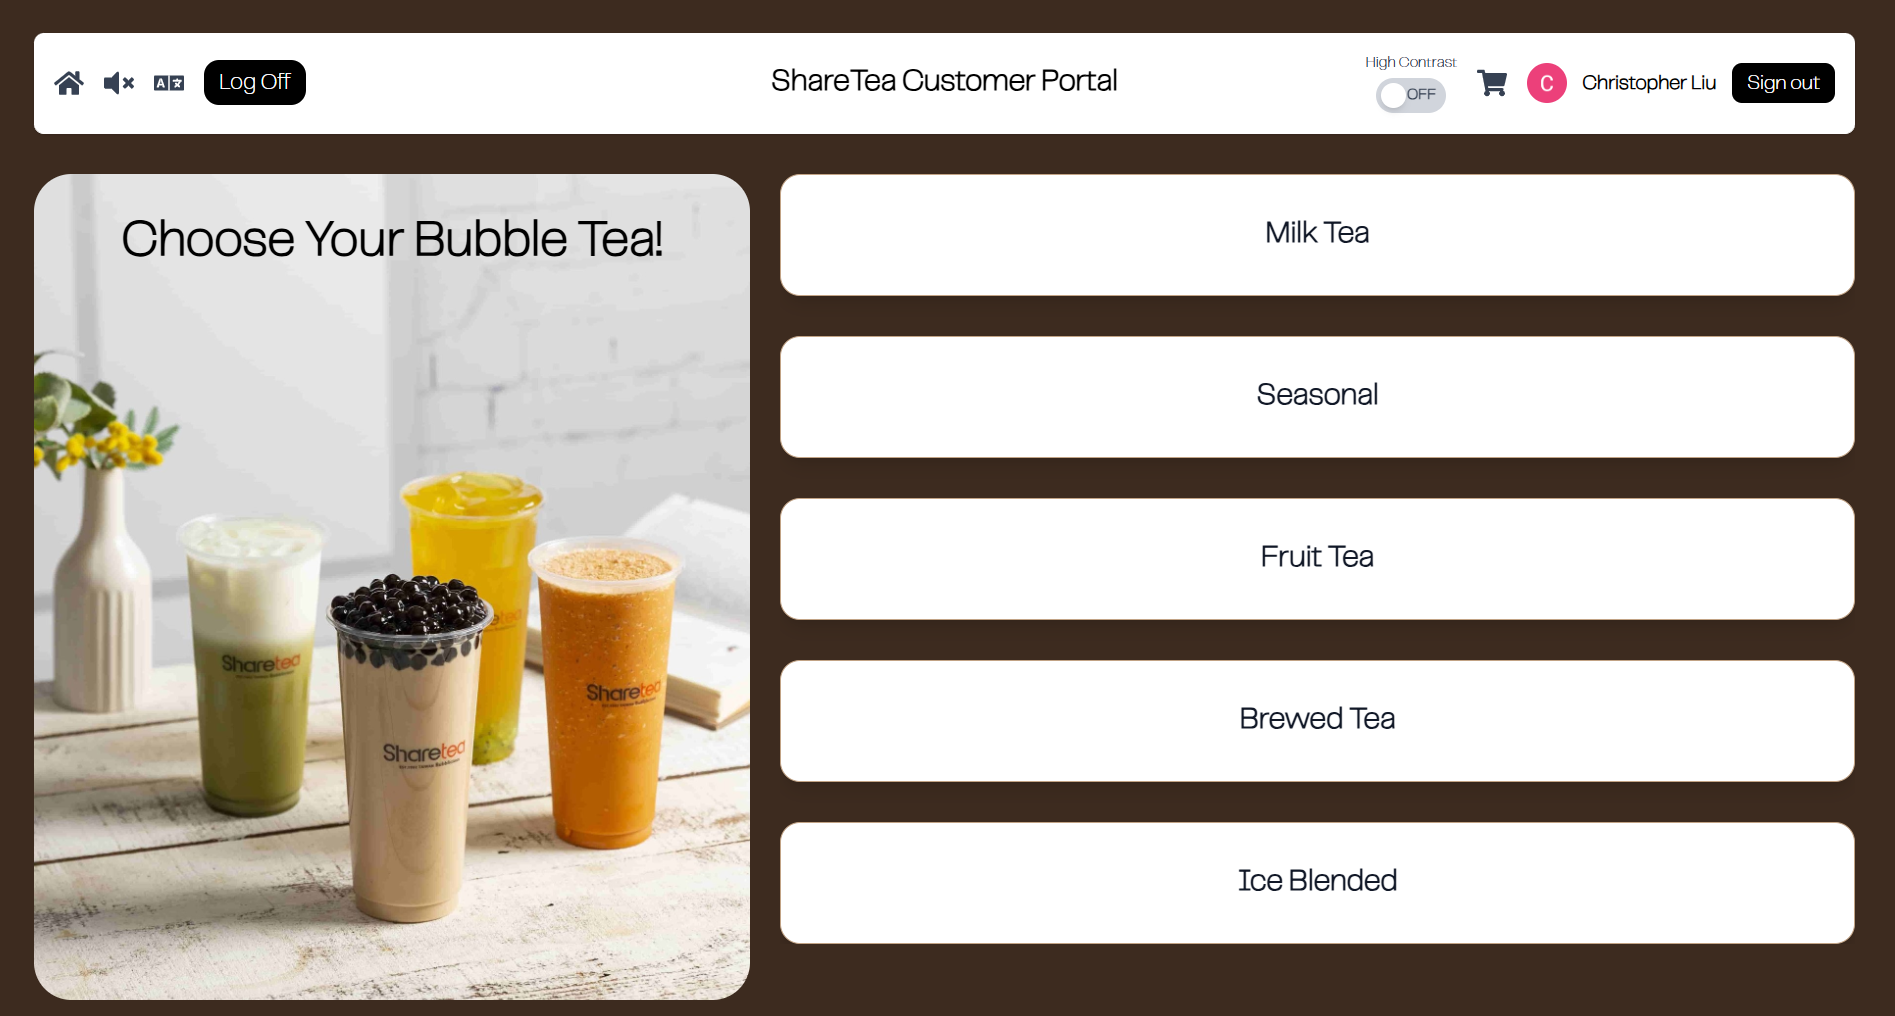 Log Off
ShareTea Customer Portal
High Contrast
OFF
C
Christopher Liu
Sign out
Choose Your Bubble Tea!
Milk Tea
Seasonal
Fruit Tea
Brewed Tea
Ice Blended
Sharetea
Sharetea
Sharetea